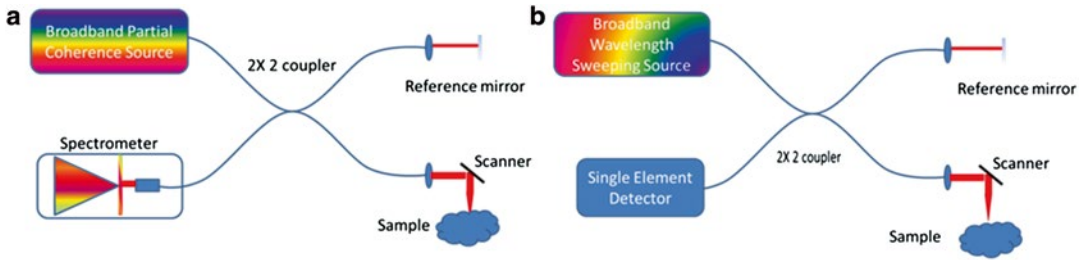 a
Broadband Partial
Coherence Source
2X 2 coupler
Reference mirror
Spectrometer
Scanner
Sample
b
Broadband
Wavelength
Sweeping Source
Reference mirror
2X 2 coupler
Single Element
Detector
Scanner
Sample